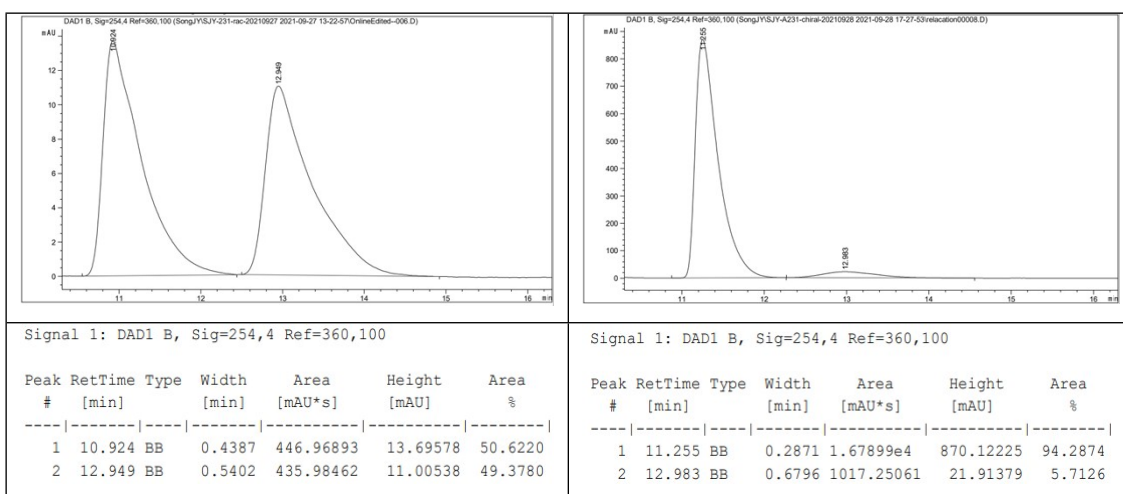 DAD1 B, Sig=254,4 Ref=360,100 (SongJY\SJY-231-rac-20210927 2021-09-27 13-22-57\OnlineEdited--006.D)
mAU
10.924
12.949
12
10
8
6
4
2
0
11 12 13 14 15 16 min
DAD1 B, Sig=254,4 Ref=360,100 (SongJY\SJY-A231-chiral-20210928 2021-09-28 17-27-53\relacation00008.D)
mAU
11.255
12.983
800
700
600
500
400
300
200
100
0
11 12 13 14 15 16 min
Signal 1: DAD1 B, Sig=254,4 Ref=360,100
Peak RetTime Type Width Area Height Area
# [min] [min] [mAU*s] [mAU] %
----|-------|----|-------|----------|----------|--------|
1 10.924 BB 0.4387 446.96893 13.69578 50.6220
2 12.949 BB 0.5402 435.98462 11.00538 49.3780
Signal 1: DAD1 B, Sig=254,4 Ref=360,100
Peak RetTime Type Width Area Height Area
# [min] [min] [mAU*s] [mAU] %
----|-------|----|-------|----------|----------|--------|
1 11.255 BB 0.2871 1.67899e4 870.12225 94.2874
2 12.983 BB 0.6796 1017.25061 21.91379 5.7126